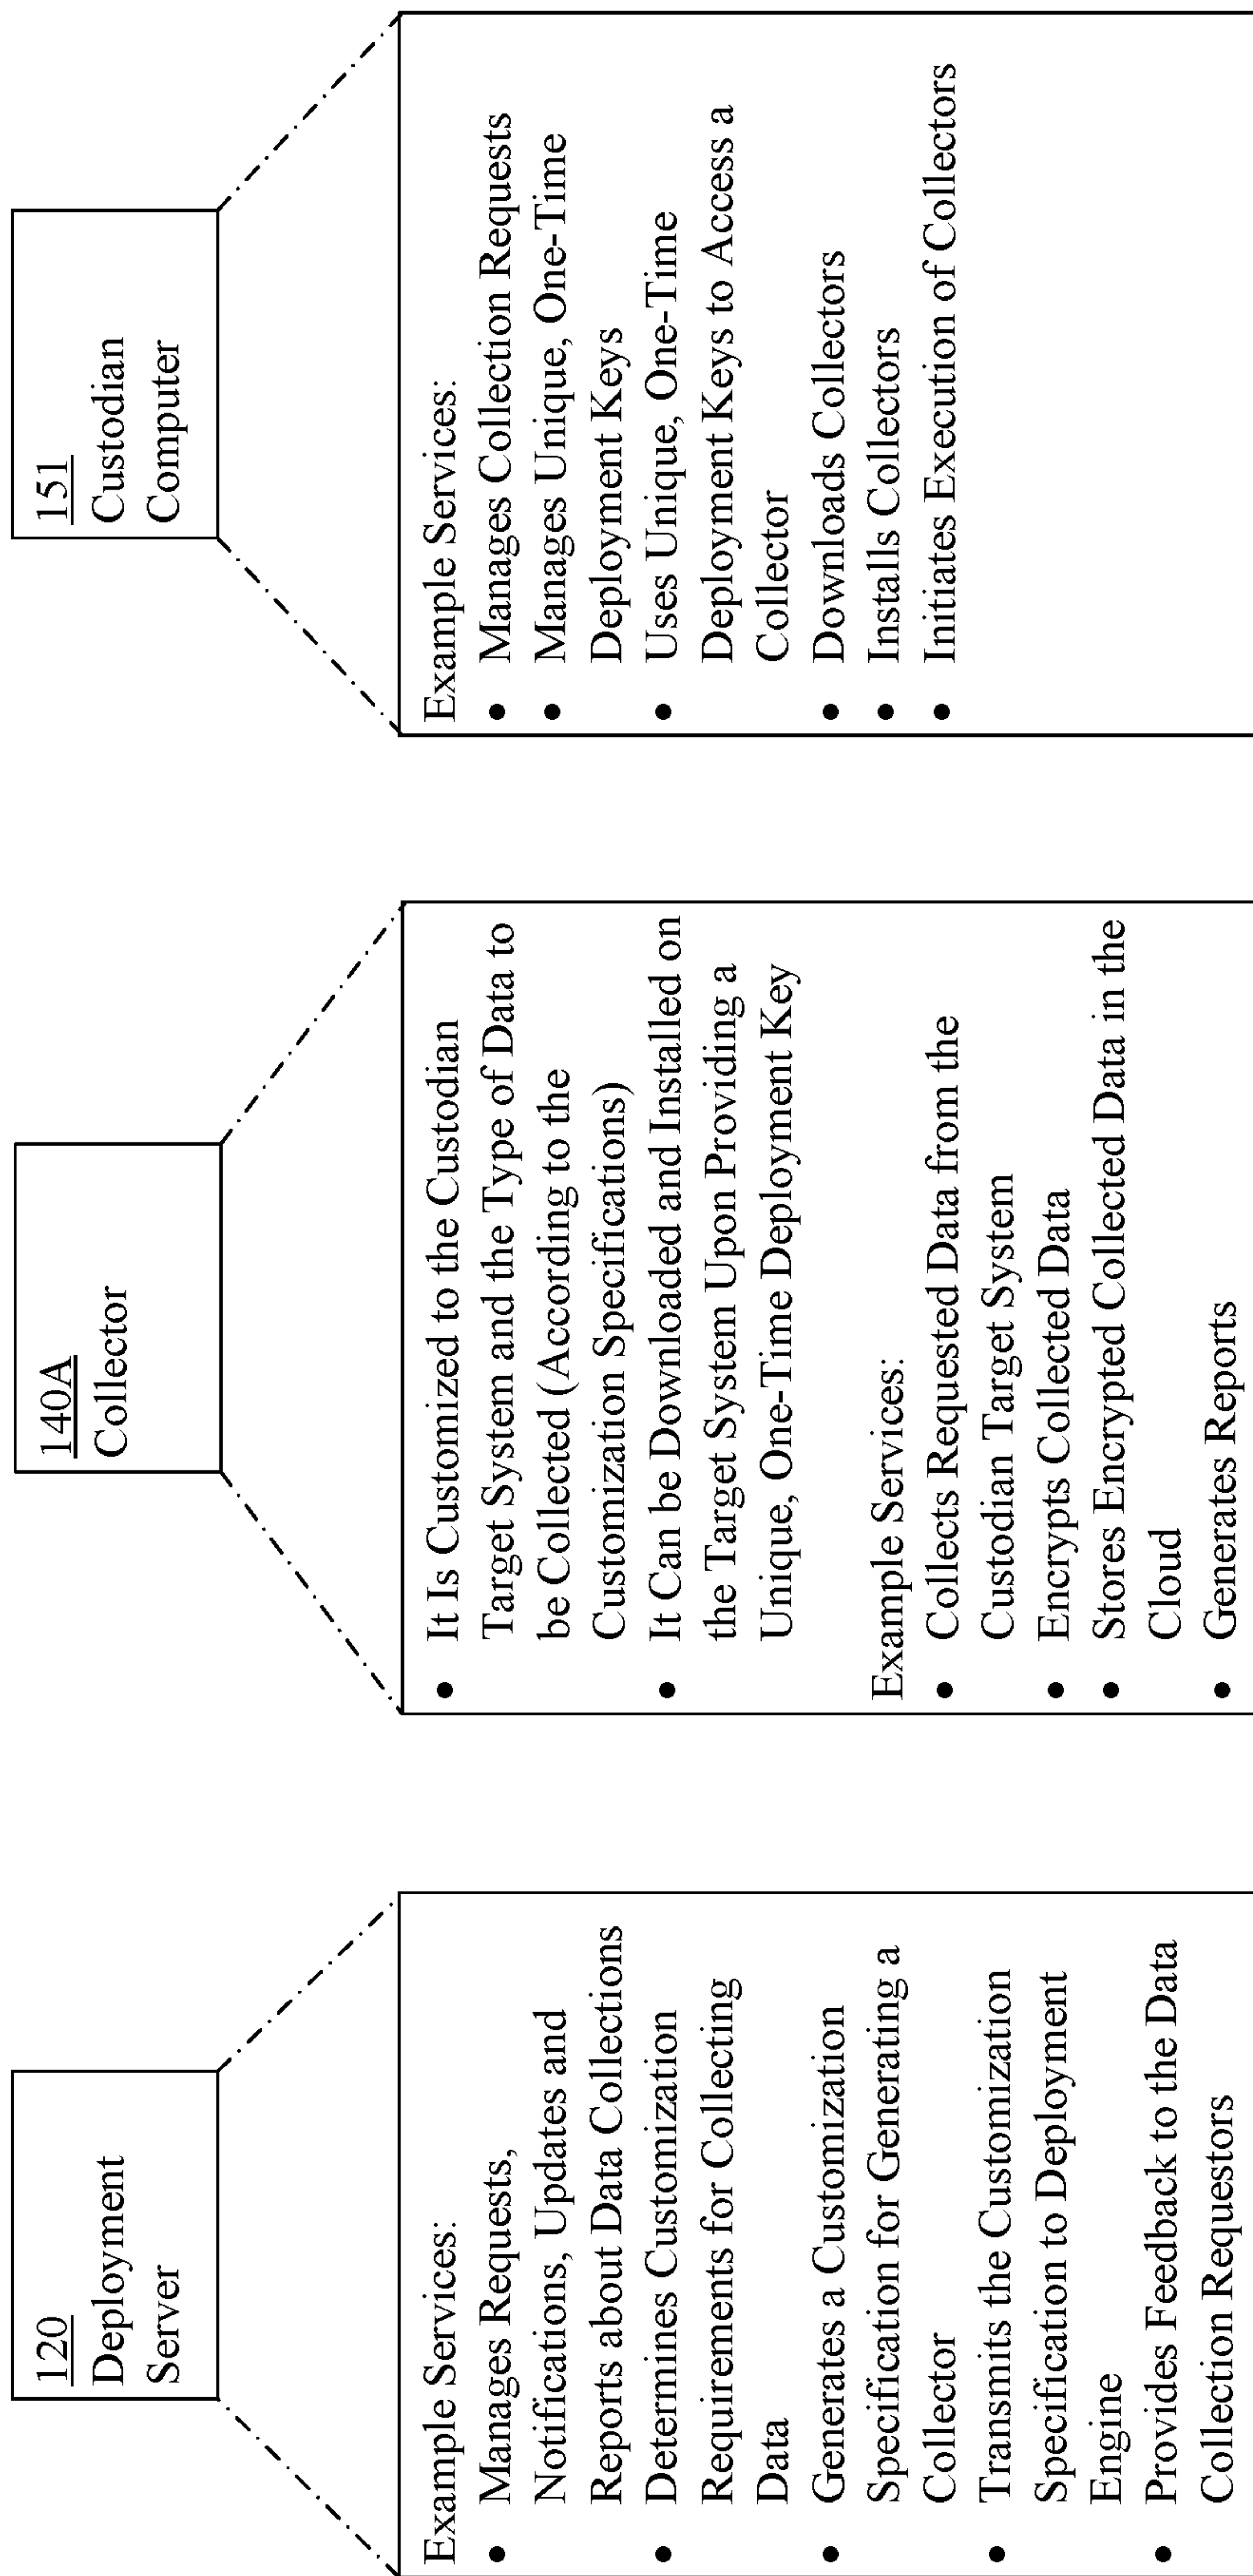 120
Deployment
Server
Example Services:
• Manages Requests,
Notifications, Updates and
Reports about Data Collections
• Determines Customization
Requirements for Collecting
Data
• Generates a Customization
Specification for Generating a
Collector
• Transmits the Customization
Specification to Deployment
Engine
• Provides Feedback to the Data
Collection Requestors
140A
Collector
• It Is Customized to the Custodian
Target System and the Type of Data to
be Collected (According to the
Customization Specifications)
• It Can be Downloaded and Installed on
the Target System Upon Providing a
Unique, One-Time Deployment Key
Example Services:
• Collects Requested Data from the
Custodian Target System
• Encrypts Collected Data
• Stores Encrypted Collected Data in the
Cloud
• Generates Reports
151
Custodian
Computer
Example Services:
• Manages Collection Requests
• Manages Unique, One-Time
Deployment Keys
• Uses Unique, One-Time
Deployment Keys to Access a
Collector
• Downloads Collectors
• Installs Collectors
• Initiates Execution of Collectors